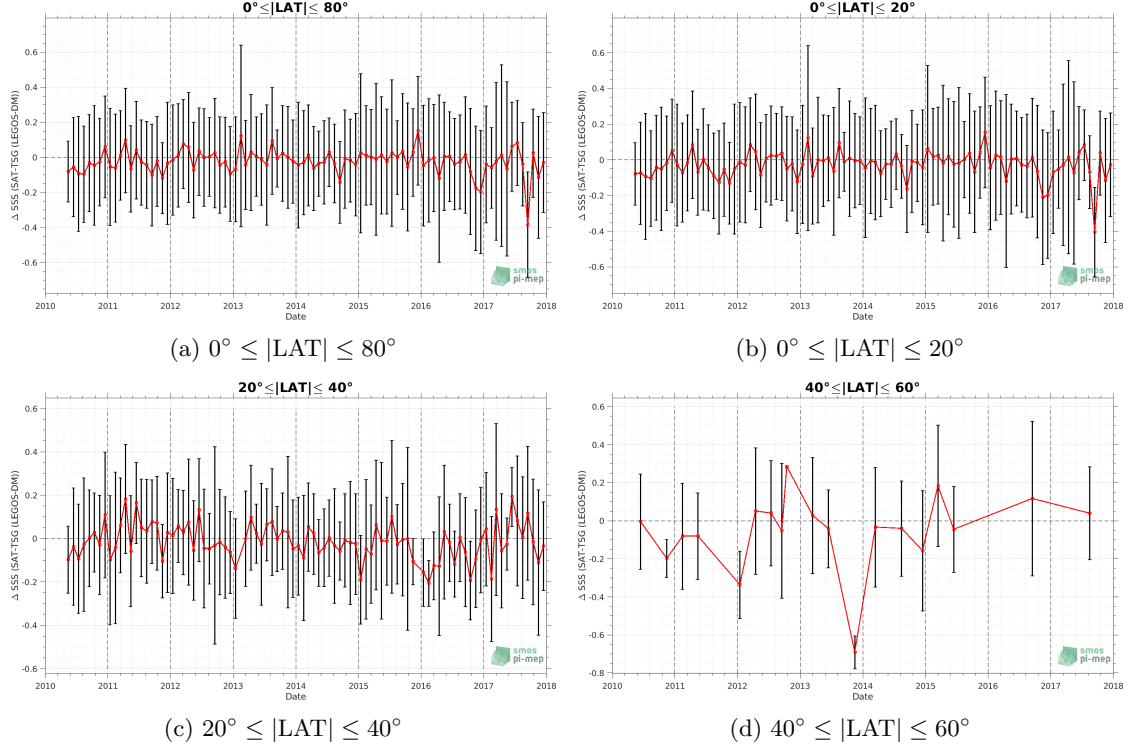 0°≤|LAT|≤ 80°
Δ SSS (SAT-TSG (LEGOS-DM))
0.6
0.4
0.2
0
-0.2
-0.4
-0.6
2010 2011 2012 2013 2014 2015 2016 2017 2018
Date
smos
pi-mep
(a) 0° ≤ |LAT| ≤ 80°
0°≤|LAT|≤ 20°
Δ SSS (SAT-TSG (LEGOS-DM))
0.6
0.4
0.2
0
-0.2
-0.4
-0.6
2010 2011 2012 2013 2014 2015 2016 2017 2018
Date
smos
pi-mep
(b) 0° ≤ |LAT| ≤ 20°
20°≤|LAT|≤ 40°
Δ SSS (SAT-TSG (LEGOS-DM))
0.6
0.4
0.2
0
-0.2
-0.4
-0.6
2010 2011 2012 2013 2014 2015 2016 2017 2018
Date
smos
pi-mep
(c) 20° ≤ |LAT| ≤ 40°
40°≤|LAT|≤ 60°
Δ SSS (SAT-TSG (LEGOS-DM))
0.6
0.4
0.2
0
-0.2
-0.4
-0.6
-0.8
2010 2011 2012 2013 2014 2015 2016 2017 2018
Date
smos
pi-mep
(d) 40° ≤ |LAT| ≤ 60°